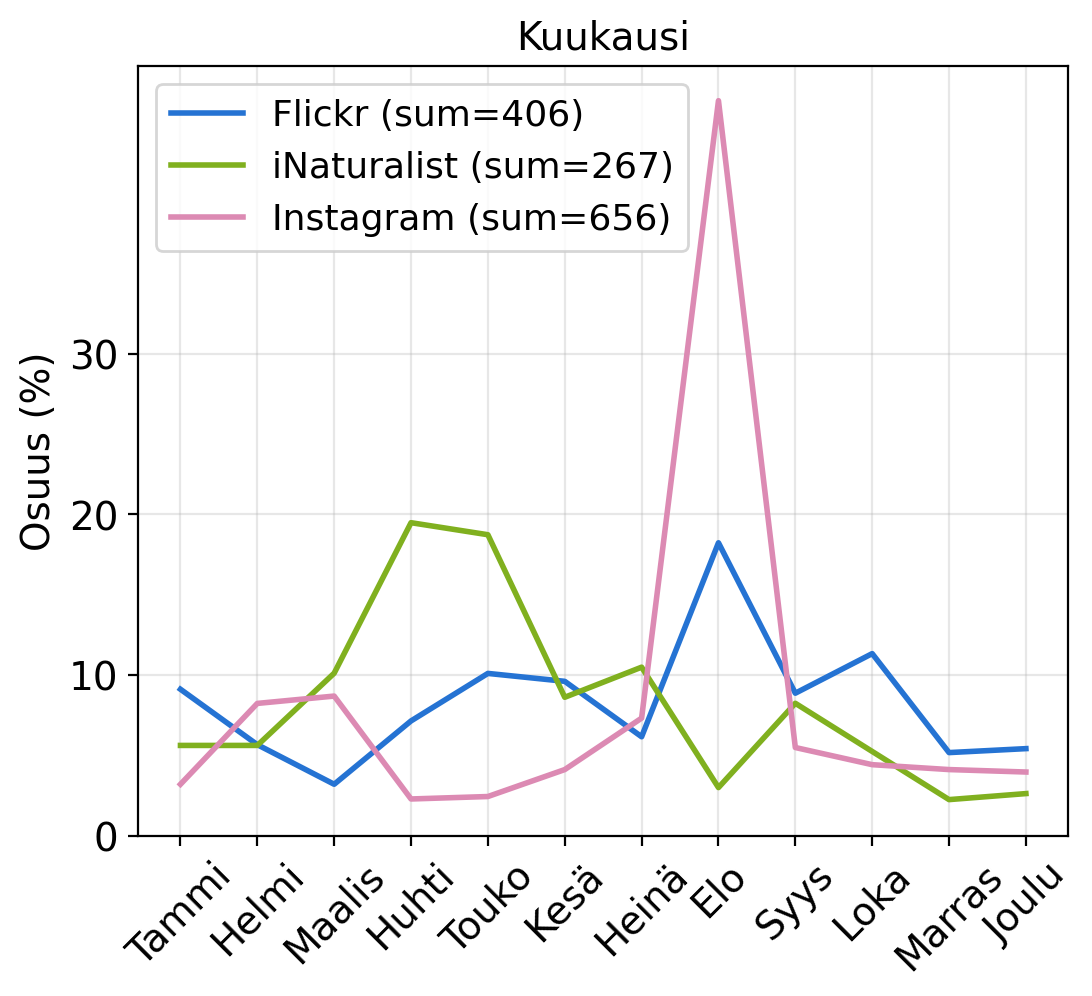 Kuukausi
Flickr (sum=406)
iNaturalist (sum=267)
Instagram (sum=656)
Osuus (%)
30
20
10
0
Tammi
Helmi
Maalis
Huhti
Touko
Kesä
Heinä
Elo
Syys
Loka
Marras
Joulu